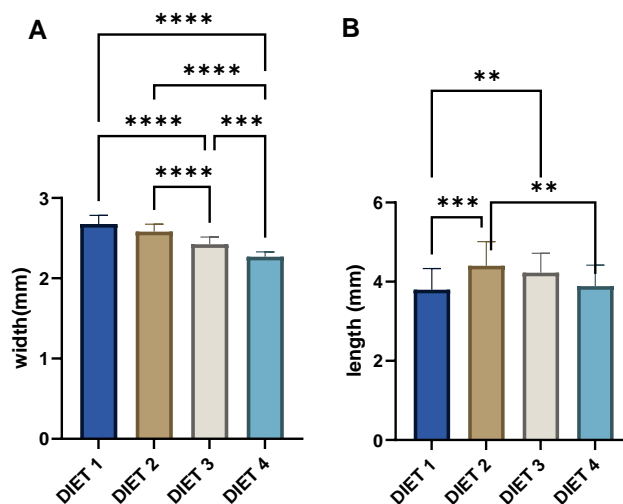 A
****
****
****
***
****
3
2
1
0
width(mm)
DIET 1
DIET 2
DIET 3
DIET 4
B
**
***
**
6
4
2
0
length (mm)
DIET 1
DIET 2
DIET 3
DIET 4